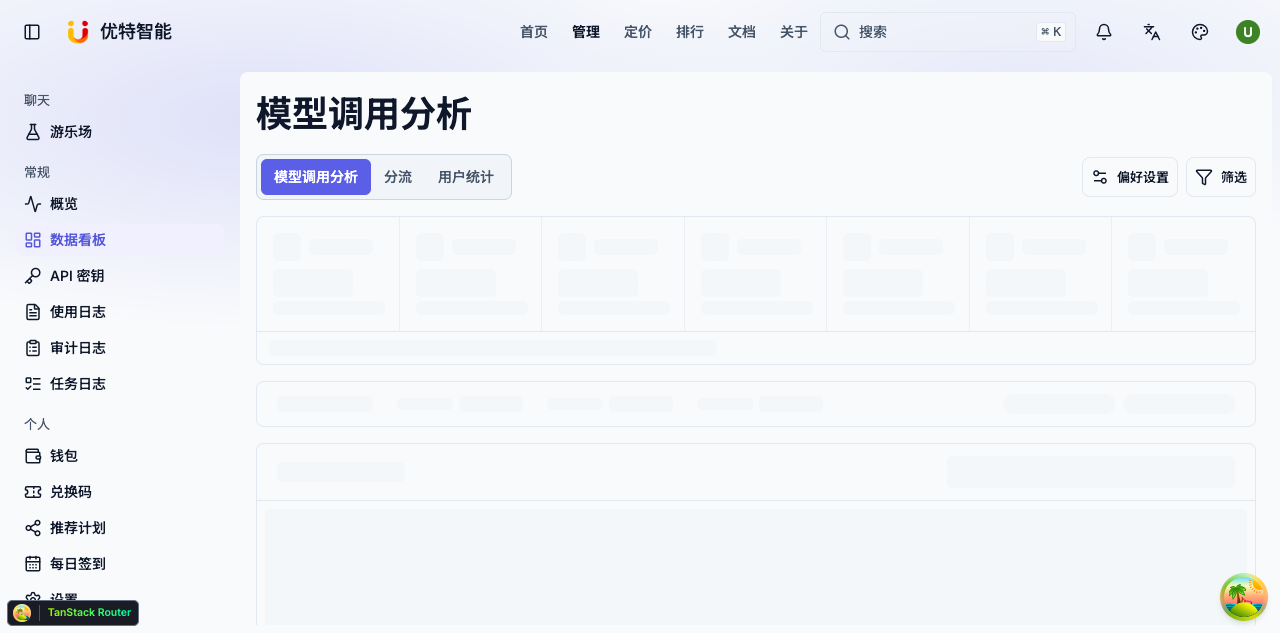 优特智能
首页
管理
定价
排行
文档
关于
搜索
⌘ K
U
聊天
游乐场
常规
概览
数据看板
API 密钥
使用日志
审计日志
任务日志
个人
钱包
兑换码
推荐计划
每日签到
设置
TanStack Router
模型调用分析
模型调用分析
分流
用户统计
偏好设置
筛选